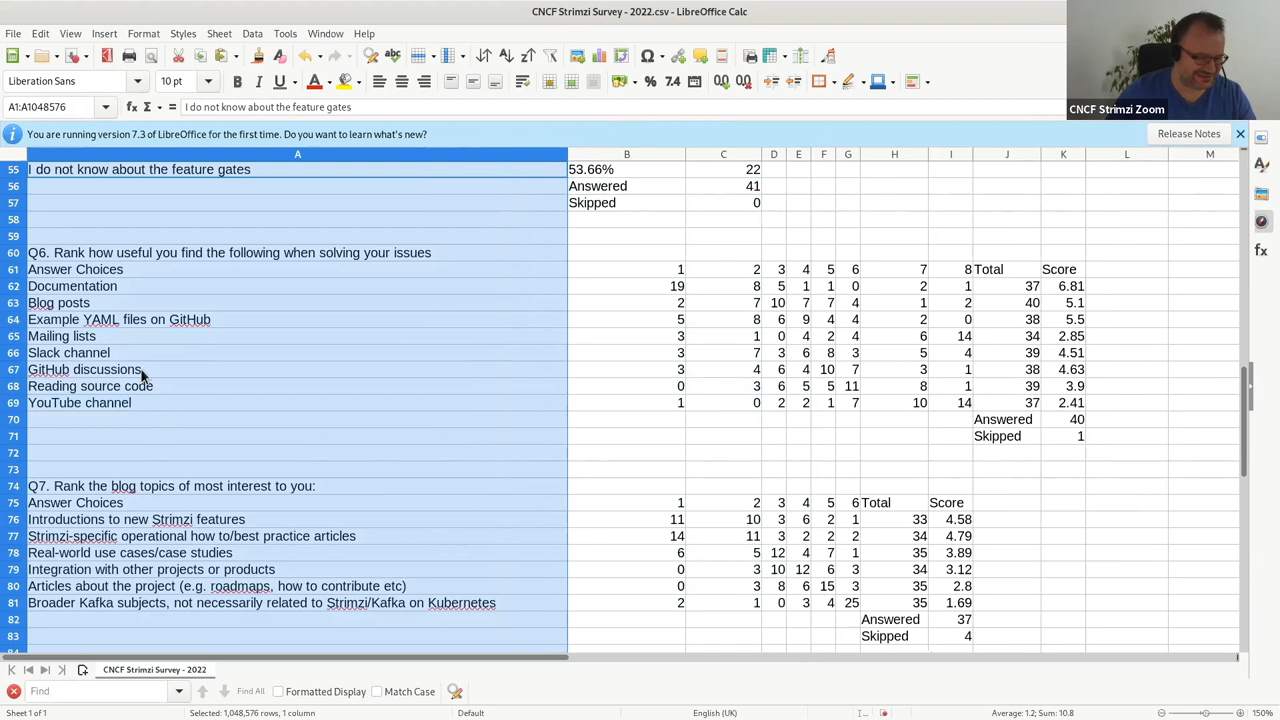 CNCF Strimzi Survey - 2022.csv - LibreOffice Calc
File Edit View Insert Format Styles Sheet Data Tools Window Help
Liberation Sans 10 pt
A1:A1048576 I do not know about the feature gates
CNCF Strimzi Zoom
You are running version 7.3 of LibreOffice for the first time. Do you want to learn what's new? Release Notes
A B C D E F G H I J K L M
55 I do not know about the feature gates 53.66% 22
56 Answered 41
57 Skipped 0
58
59
60 Q6. Rank how useful you find the following when solving your issues
61 Answer Choices 1 2 3 4 5 6 7 8 Total Score
62 Documentation 19 8 5 1 1 0 2 1 37 6.81
63 Blog posts 2 7 10 7 7 4 1 2 40 5.1
64 Example YAML files on GitHub 5 8 6 9 4 4 2 0 38 5.5
65 Mailing lists 3 1 0 4 2 4 6 14 34 2.85
66 Slack channel 3 7 3 6 8 3 5 4 39 4.51
67 GitHub discussions 3 4 6 4 10 7 3 1 38 4.63
68 Reading source code 0 3 6 5 5 11 8 1 39 3.9
69 YouTube channel 1 0 2 2 1 7 10 14 37 2.41
70 Answered 40
71 Skipped 1
72
73
74 Q7. Rank the blog topics of most interest to you:
75 Answer Choices 1 2 3 4 5 6 Total Score
76 Introductions to new Strimzi features 11 10 3 6 2 1 33 4.58
77 Strimzi-specific operational how to/best practice articles 14 11 3 2 2 2 34 4.79
78 Real-world use cases/case studies 6 5 12 4 7 1 35 3.89
79 Integration with other projects or products 0 3 10 12 6 3 34 3.12
80 Articles about the project (e.g. roadmaps, how to contribute etc) 0 3 8 6 15 3 35 2.8
81 Broader Kafka subjects, not necessarily related to Strimzi/Kafka on Kubernetes 2 1 0 3 4 25 35 1.69
82 Answered 37
83 Skipped 4
CNCF Strimzi Survey - 2022
Find Find All Formatted Display Match Case
Sheet 1 of 1 Selected: 1,048,576 rows, 1 column Default English (UK) Average: 1.2; Sum: 10.8 150%